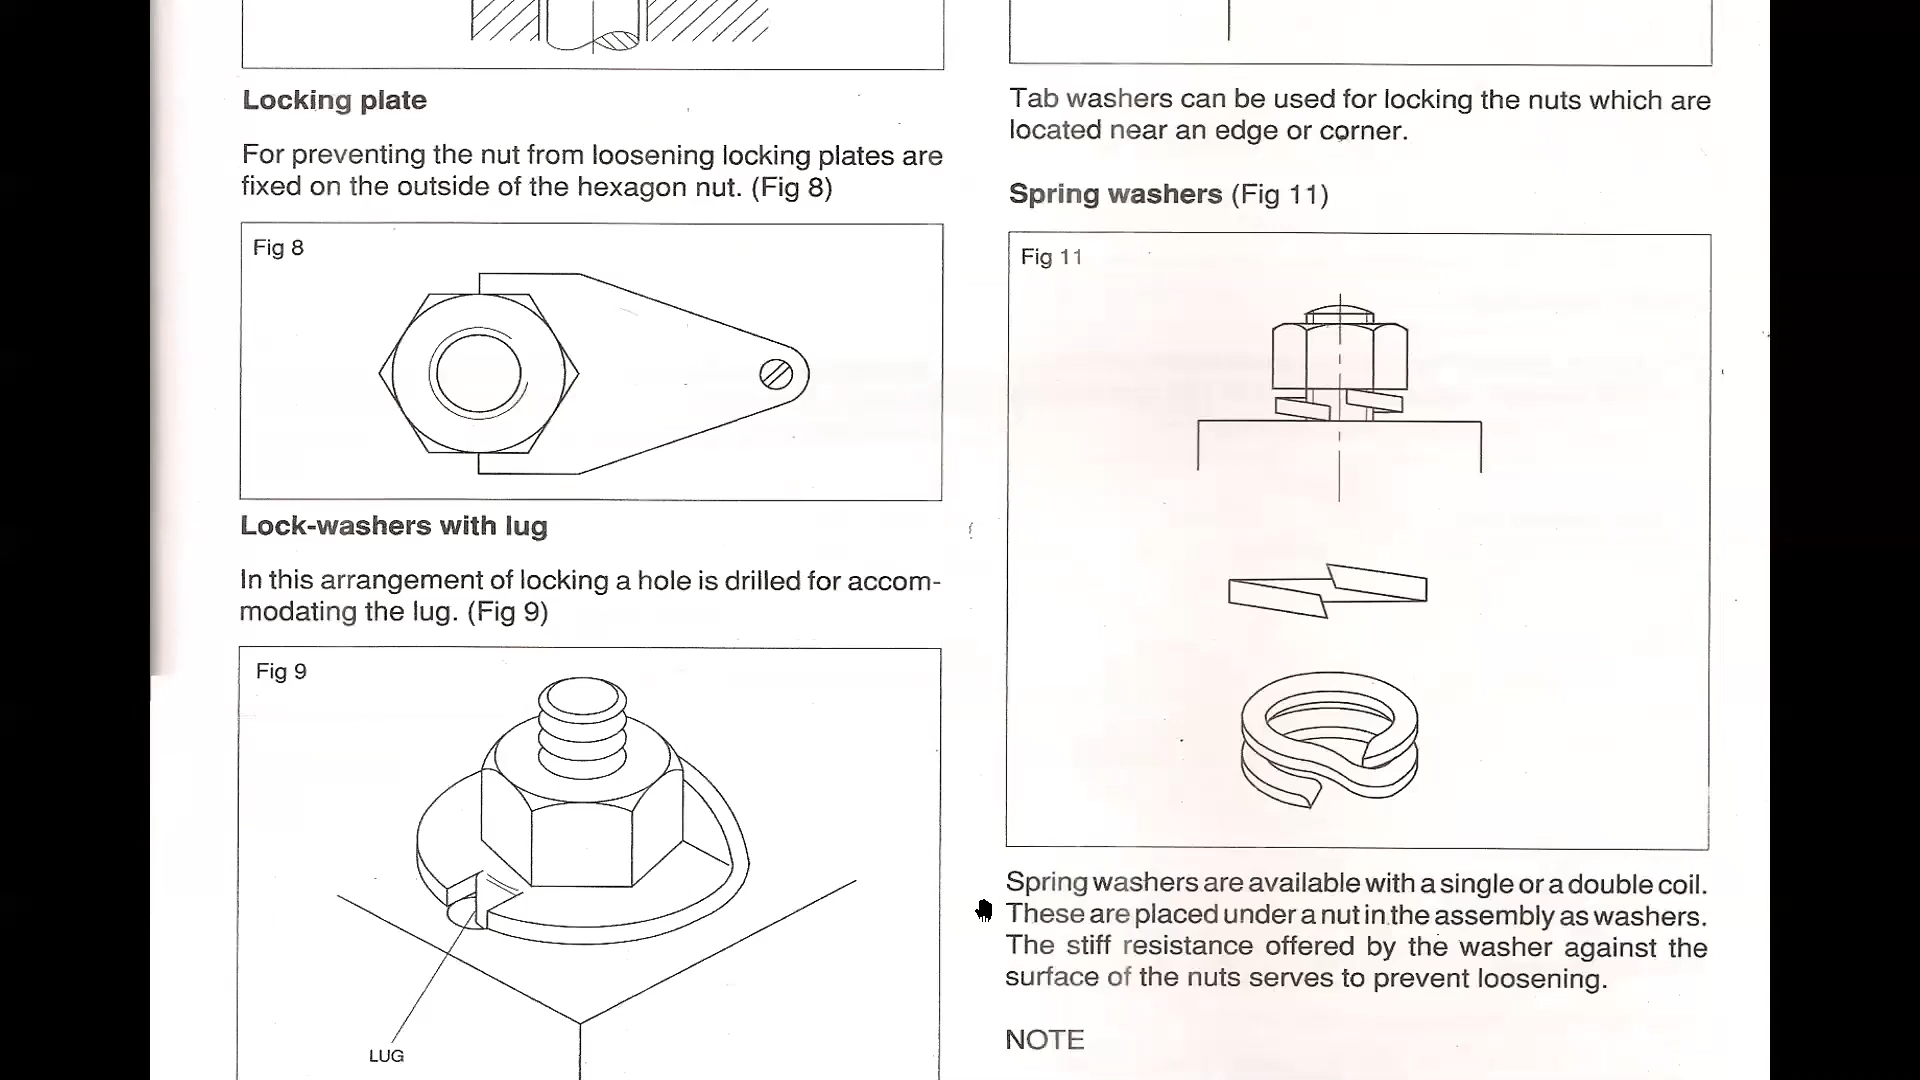 Locking plate
For preventing the nut from loosening locking plates are
fixed on the outside of the hexagon nut. (Fig 8)
Fig 8
Lock-washers with lug
In this arrangement of locking a hole is drilled for accom-
modating the lug. (Fig 9)
Fig 9
LUG
Tab washers can be used for locking the nuts which are
located near an edge or corner.
Spring washers (Fig 11)
Fig 11
Spring washers are available with a single or a double coil.
These are placed under a nut in the assembly as washers.
The stiff resistance offered by the washer against the
surface of the nuts serves to prevent loosening.
NOTE